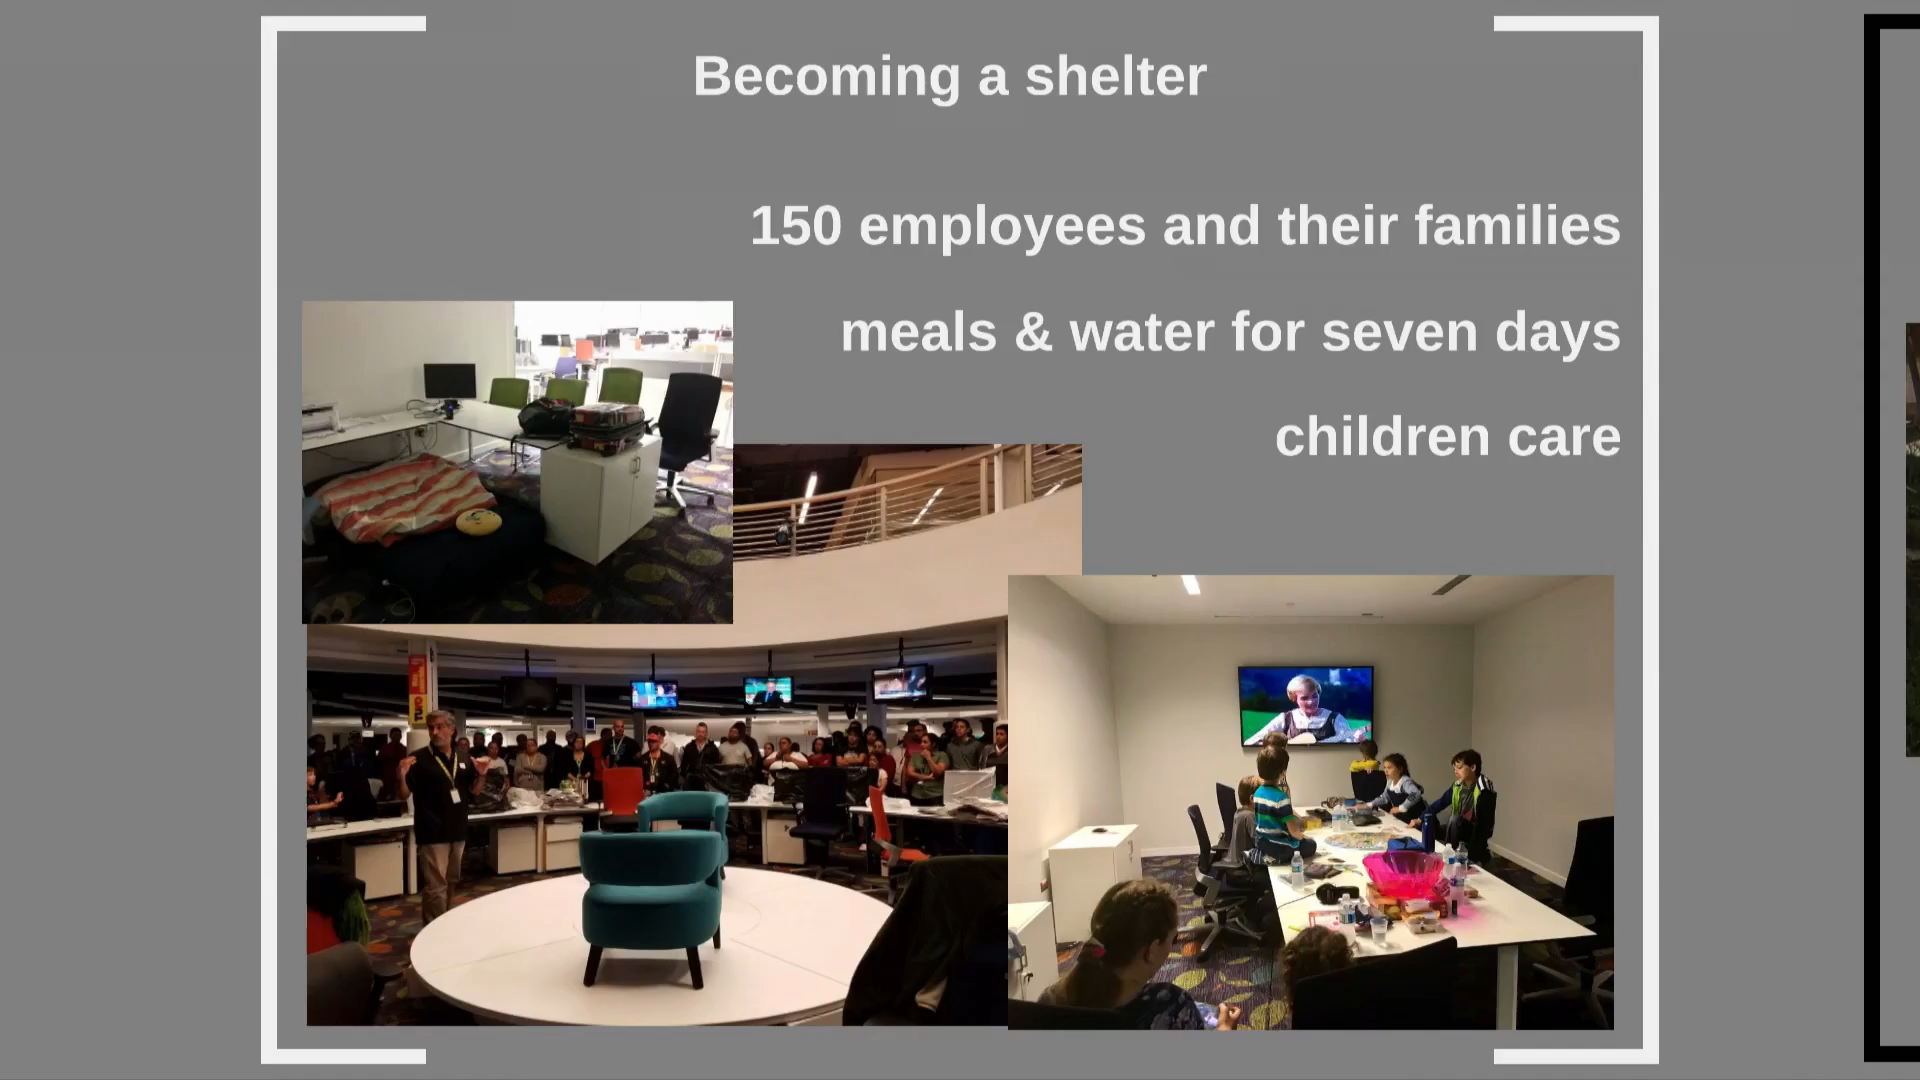 Becoming a shelter
150 employees and their families
meals & water for seven days
children care